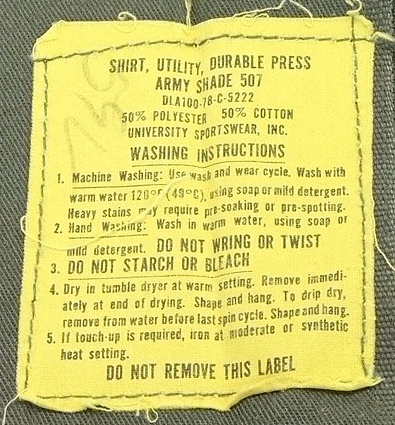 SHIRT, UTILITY, DURABLE PRESS
ARMY SHADE 507
DLA100-78-C-5222
50% POLYESTER 50% COTTON
UNIVERSITY SPORTSWEAR, INC.
WASHING INSTRUCTIONS
1. Machine Washing: Use wash and wear cycle. Wash with
warm water 120°F (49°C), using soap or mild detergent.
Heavy stains may require pre-soaking or pre-spotting.
2. Hand Washing: Wash in warm water, using soap or
mild detergent. DO NOT WRING OR TWIST
3. DO NOT STARCH OR BLEACH
4. Dry in tumble dryer at warm setting. Remove immedi-
ately at end of drying. Shape and hang. To drip dry,
remove from water before last spin cycle. Shape and hang.
5. If touch-up is required, iron at moderate or synthetic
heat setting.
DO NOT REMOVE THIS LABEL